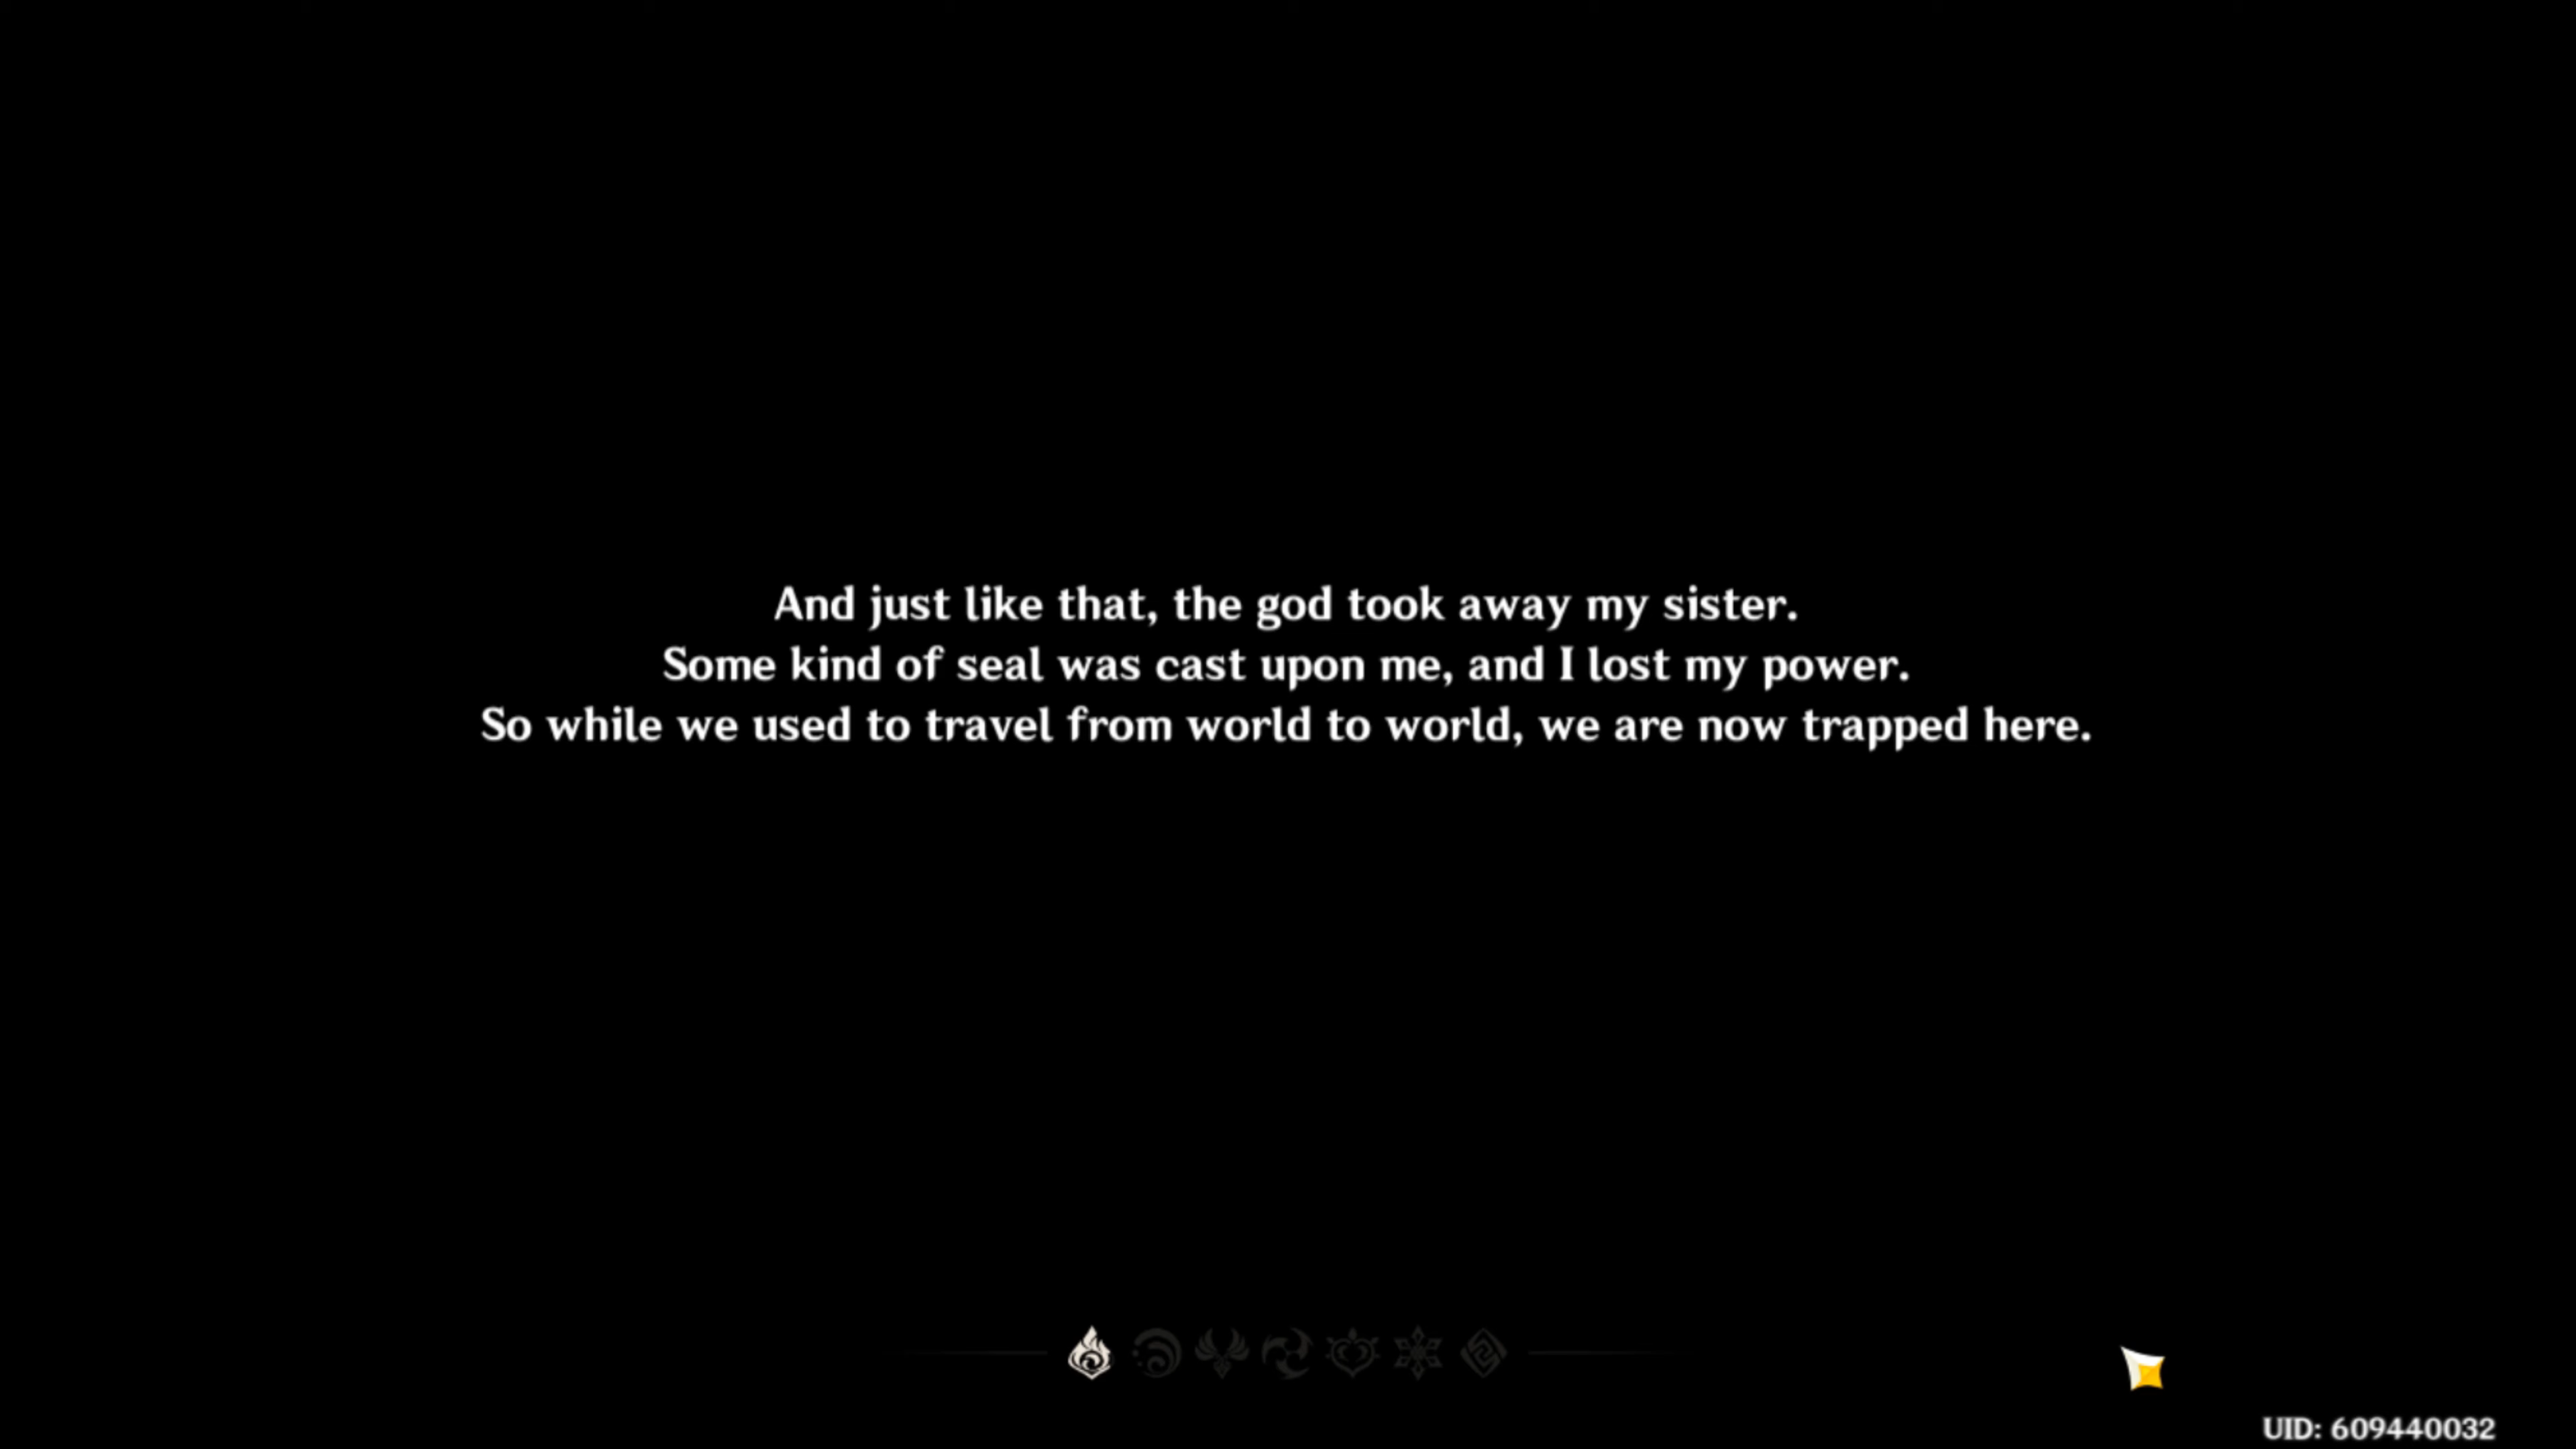 And just like that, the god took away my sister.
Some kind of seal was cast upon me, and I lost my power.
So while we used to travel from world to world, we are now trapped here.
UID: 609440032